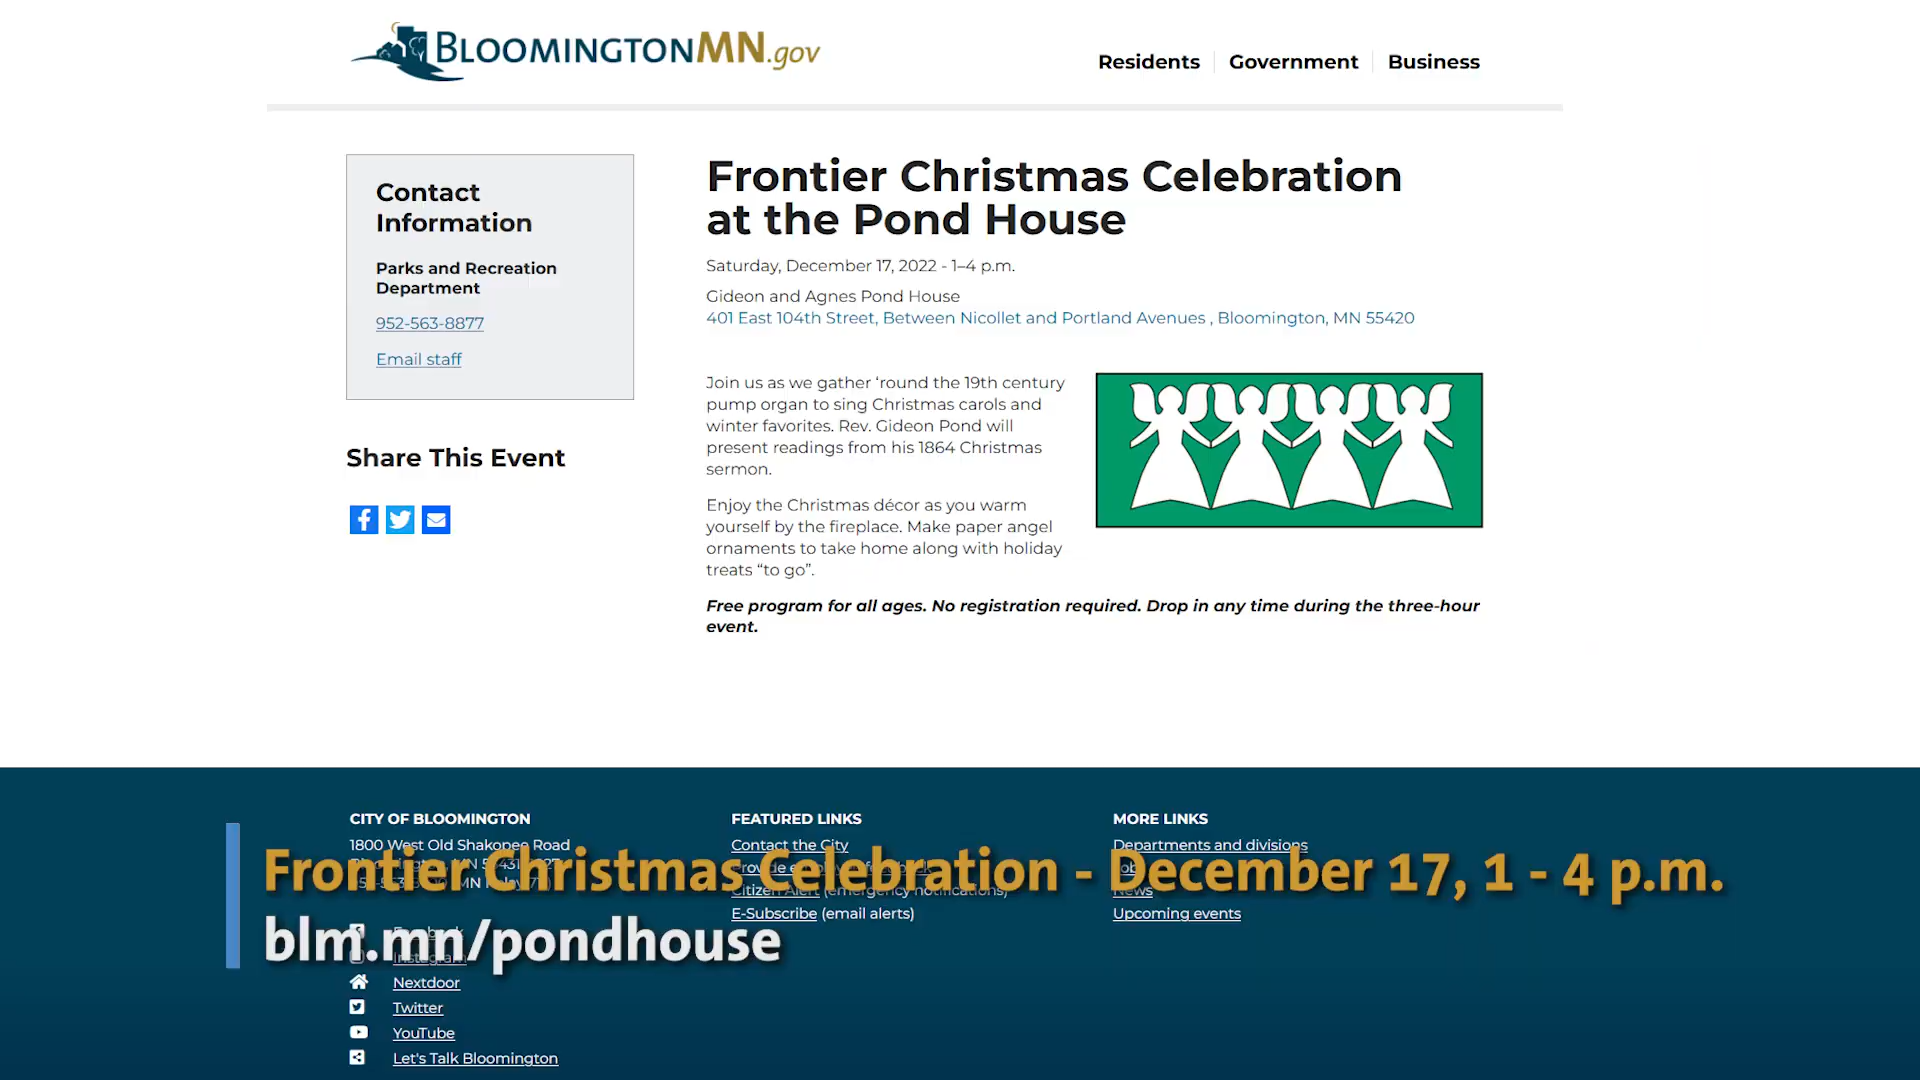 BLOOMINGTONMN.gov
Residents
Government
Business
Contact
Information
Parks and Recreation
Department
952-563-8877
Email staff
Share This Event
Frontier Christmas Celebration
at the Pond House
Saturday, December 17, 2022 - 1–4 p.m.
Gideon and Agnes Pond House
401 East 104th Street, Between Nicollet and Portland Avenues , Bloomington, MN 55420
Join us as we gather ‘round the 19th century
pump organ to sing Christmas carols and
winter favorites. Rev. Gideon Pond will
present readings from his 1864 Christmas
sermon.
Enjoy the Christmas décor as you warm
yourself by the fireplace. Make paper angel
ornaments to take home along with holiday
treats “to go”.
Free program for all ages. No registration required. Drop in any time during the three-hour
event.
CITY OF BLOOMINGTON
1800 West Old Shakopee Road
Facebook
Instagram
Nextdoor
Twitter
YouTube
Let's Talk Bloomington
FEATURED LINKS
Contact the City
Citizen Alert (emergency notifications)
E-Subscribe (email alerts)
MORE LINKS
Departments and divisions
News
Upcoming events
Frontier Christmas Celebration - December 17, 1 - 4 p.m.
blm.mn/pondhouse